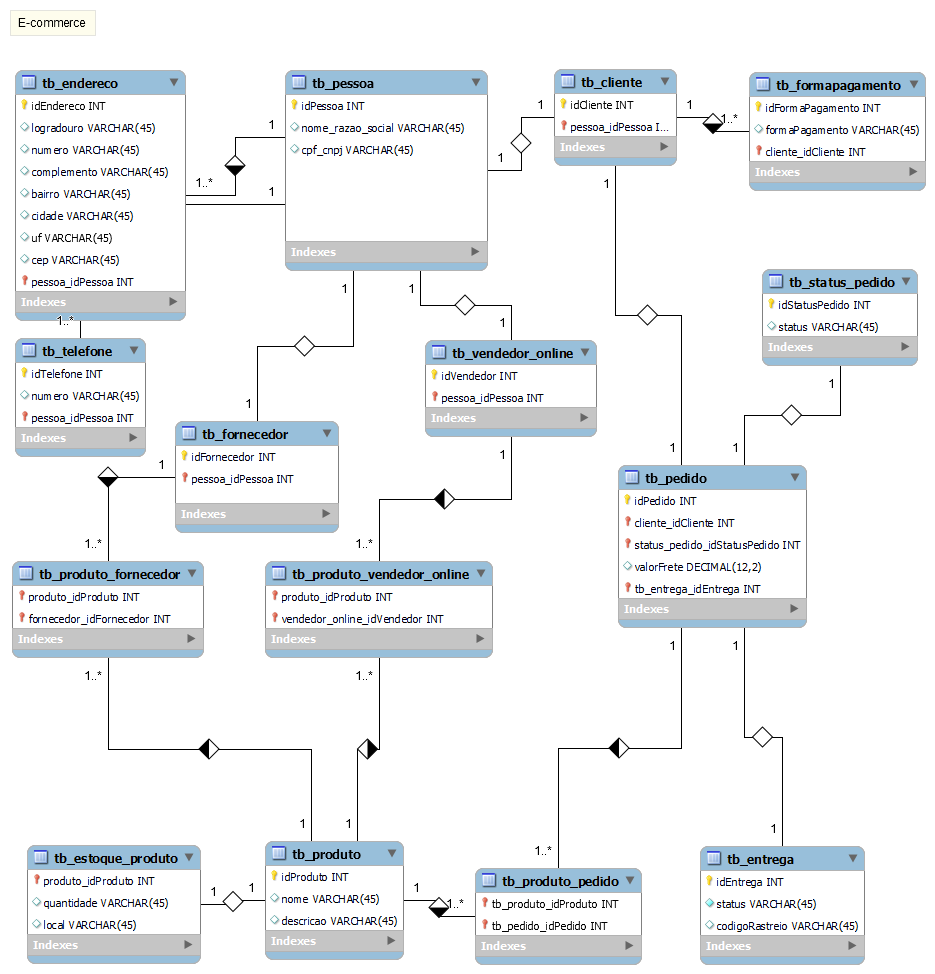 E-commerce
tb_endereco
idEndereco INT
logradouro VARCHAR(45)
numero VARCHAR(45)
complemento VARCHAR(45)
bairro VARCHAR(45)
cidade VARCHAR(45)
uf VARCHAR(45)
cep VARCHAR(45)
pessoa_idPessoa INT
Indexes
1
1..*
1
1..*
tb_pessoa
idPessoa INT
nome_razao_social VARCHAR(45)
cpf_cnpj VARCHAR(45)
Indexes
1
1
tb_cliente
idCliente INT
pessoa_idPessoa I...
Indexes
1
1..*
tb_formapagamento
idFormaPagamento INT
formaPagamento VARCHAR(45)
cliente_idCliente INT
Indexes
tb_status_pedido
idStatusPedido INT
status VARCHAR(45)
Indexes
tb_telefone
idTelefone INT
numero VARCHAR(45)
pessoa_idPessoa INT
Indexes
1
1
1
1
tb_vendedor_online
idVendedor INT
pessoa_idPessoa INT
Indexes
tb_fornecedor
idFornecedor INT
pessoa_idPessoa INT
Indexes
1
1..*
1
1..*
1
1
1
1
tb_pedido
idPedido INT
cliente_idCliente INT
status_pedido_idStatusPedido INT
valorFrete DECIMAL(12,2)
tb_entrega_idEntrega INT
Indexes
tb_produto_fornecedor
produto_idProduto INT
fornecedor_idFornecedor INT
Indexes
tb_produto_vendedor_online
produto_idProduto INT
vendedor_online_idVendedor INT
Indexes
1..*
1..*
1
1
1
1
1..*
1
tb_estoque_produto
produto_idProduto INT
quantidade VARCHAR(45)
local VARCHAR(45)
Indexes
1
1
tb_produto
idProduto INT
nome VARCHAR(45)
descricao VARCHAR(45)
Indexes
1
1..*
tb_produto_pedido
tb_produto_idProduto INT
tb_pedido_idPedido INT
Indexes
tb_entrega
idEntrega INT
status VARCHAR(45)
codigoRastreio VARCHAR(45)
Indexes